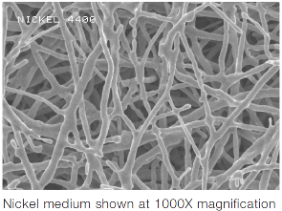 NICKEL 4400
Nickel medium shown at 1000X magnification